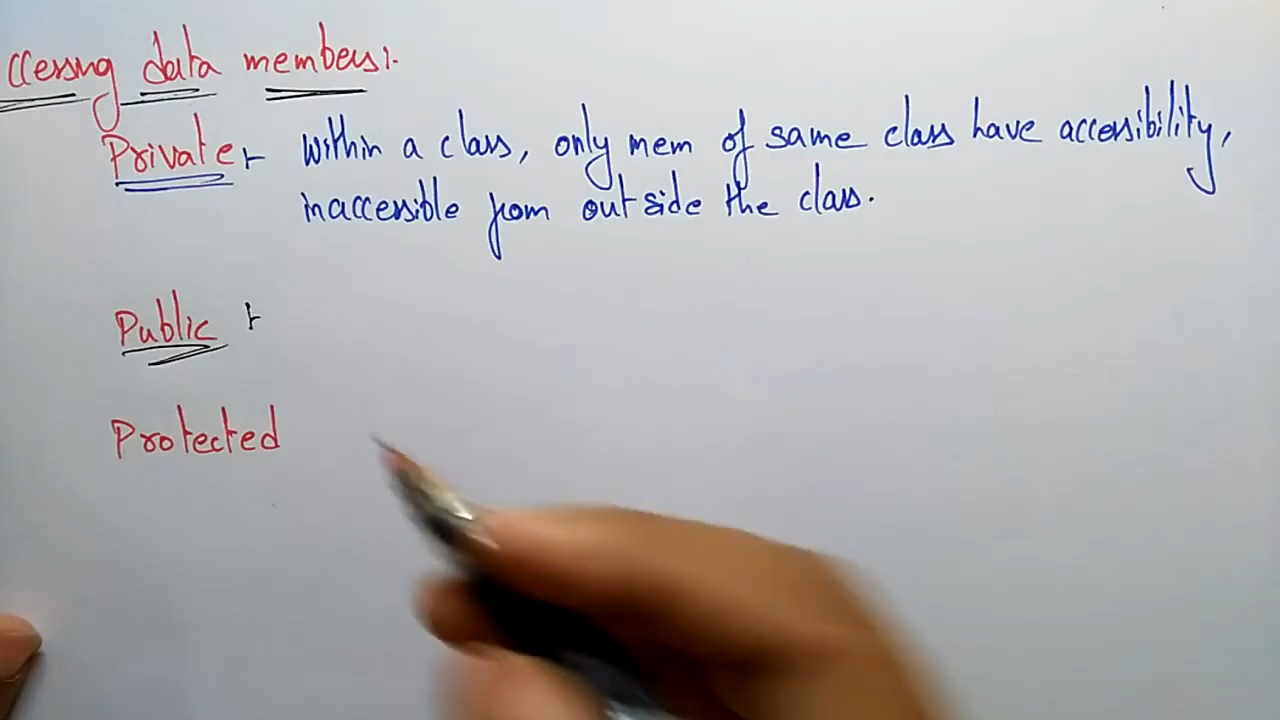 ccessing data members:-
Private :- within a class, only mem of same class have accessibility,
inaccessible from outside the class.
Public :-
Protected